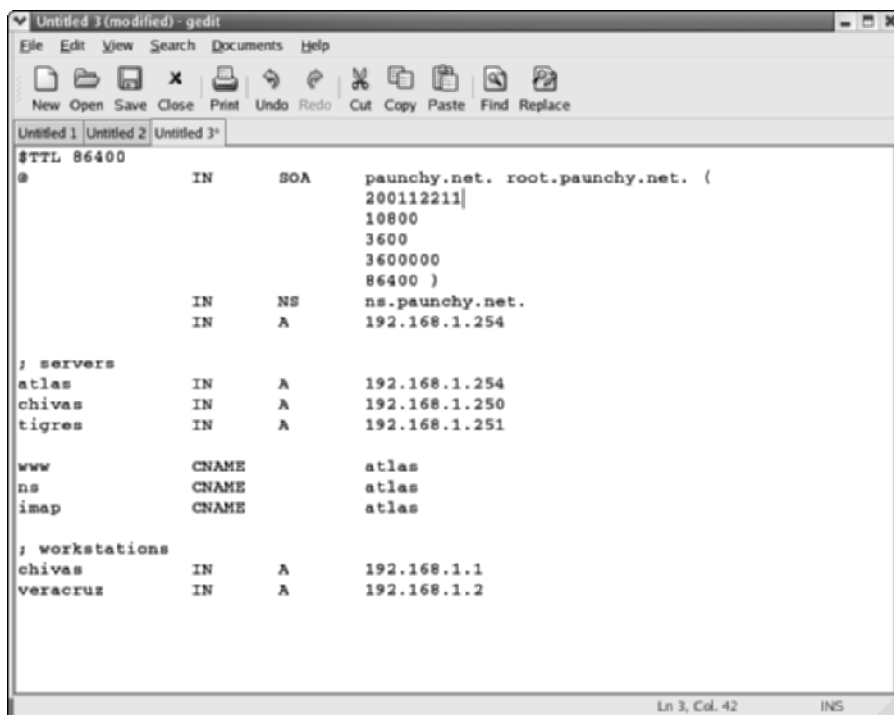 Untitled 3 (modified) - gedit
File Edit View Search Documents Help
New Open Save Close Print Undo Redo Cut Copy Paste Find Replace
Untitled 1 Untitled 2 Untitled 3*
$TTL 86400
@ IN SOA paunchy.net. root.paunchy.net. (
200112211
10800
3600
3600000
86400 )
IN NS ns.paunchy.net.
IN A 192.168.1.254
; servers
atlas IN A 192.168.1.254
chivas IN A 192.168.1.250
tigres IN A 192.168.1.251
www CNAME atlas
ns CNAME atlas
imap CNAME atlas
; workstations
chivas IN A 192.168.1.1
veracruz IN A 192.168.1.2
Ln 3, Col. 42 INS